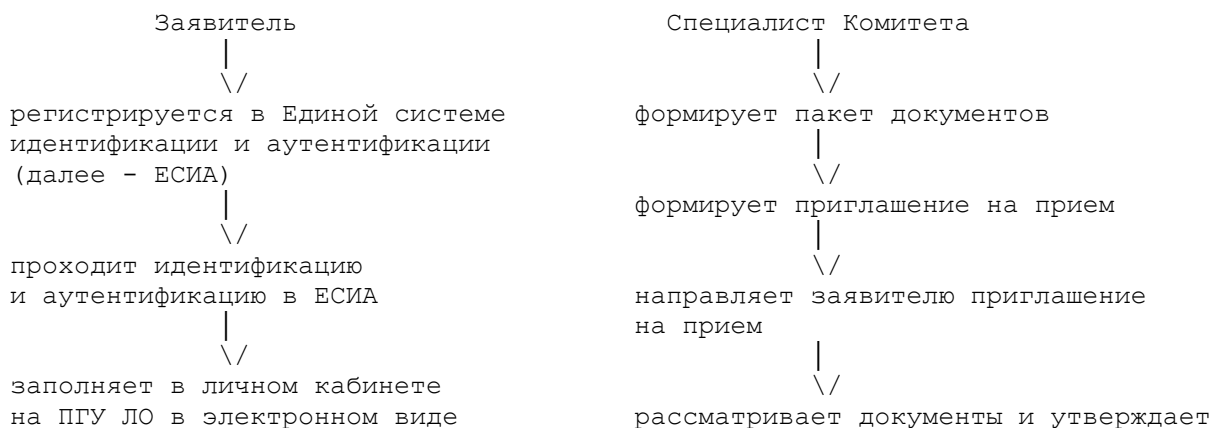 Заявитель
регистрируется в Единой системе
идентификации и аутентификации
(далее - ЕСИА)
проходит идентификацию
и аутентификацию в ЕСИА
заполняет в личном кабинете
на ПГУ ЛО в электронном виде
Специалист Комитета
формирует пакет документов
формирует приглашение на прием
направляет заявителю приглашение
на прием
рассматривает документы и утверждает